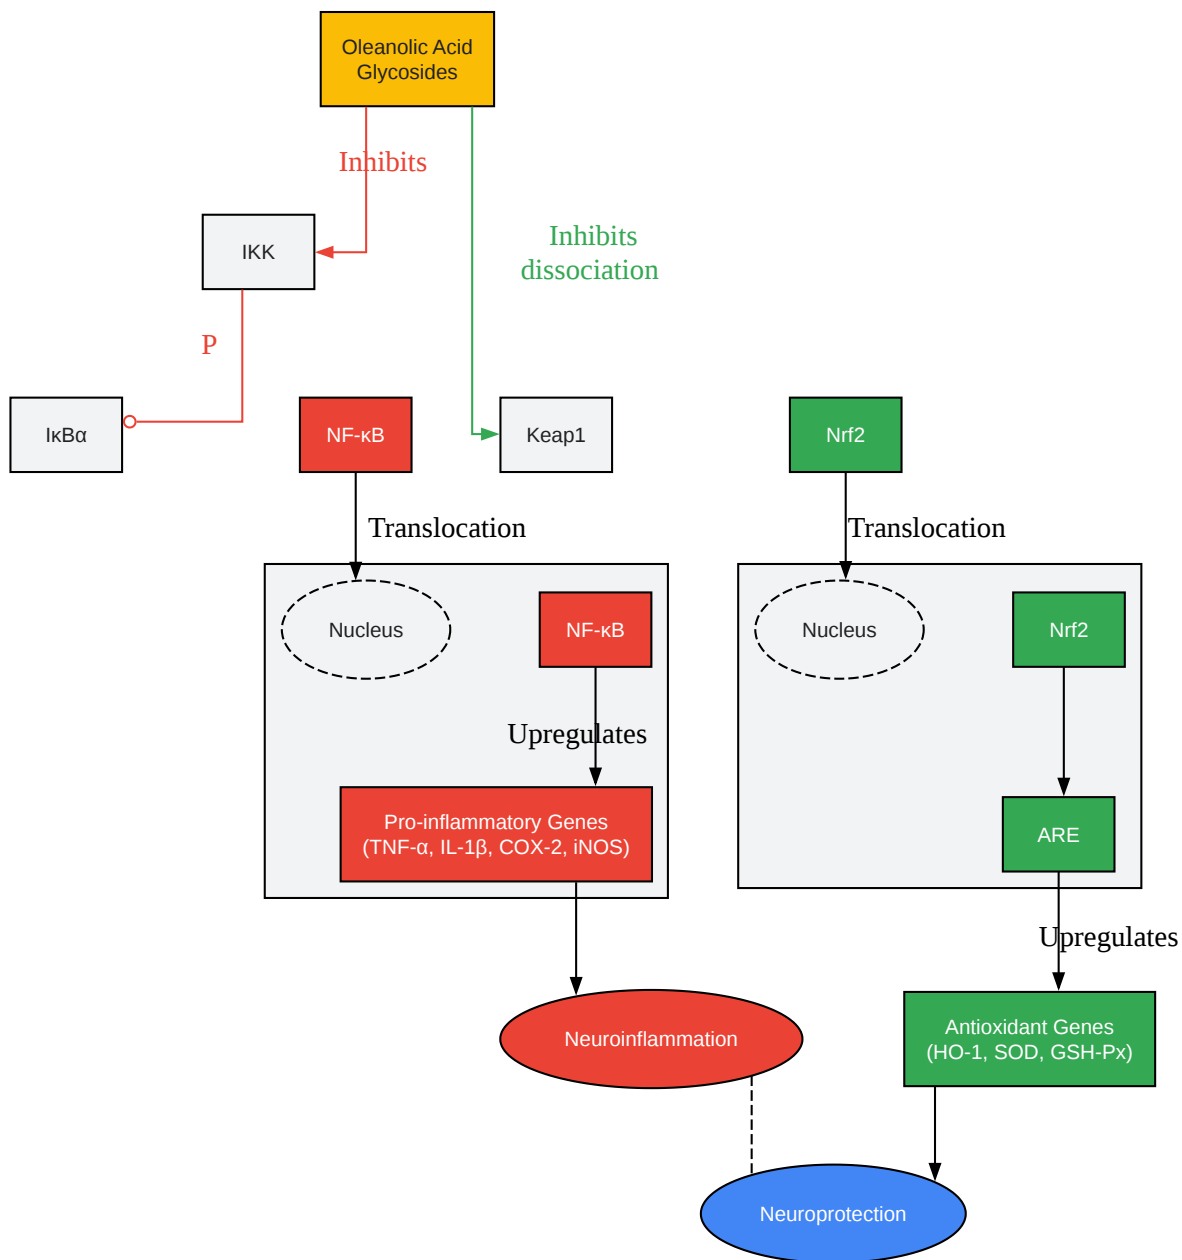 Oleanolic Acid
Glycosides
Inhibits
Inhibits
dissociation
IKK
P
IκBα
NF-κB
Keap1
Nrf2
Translocation
Translocation
Nucleus
NF-κB
Nucleus
Nrf2
Upregulates
Pro-inflammatory Genes
(TNF-α, IL-1β, COX-2, iNOS)
ARE
Upregulates
Neuroinflammation
Antioxidant Genes
(HO-1, SOD, GSH-Px)
Neuroprotection